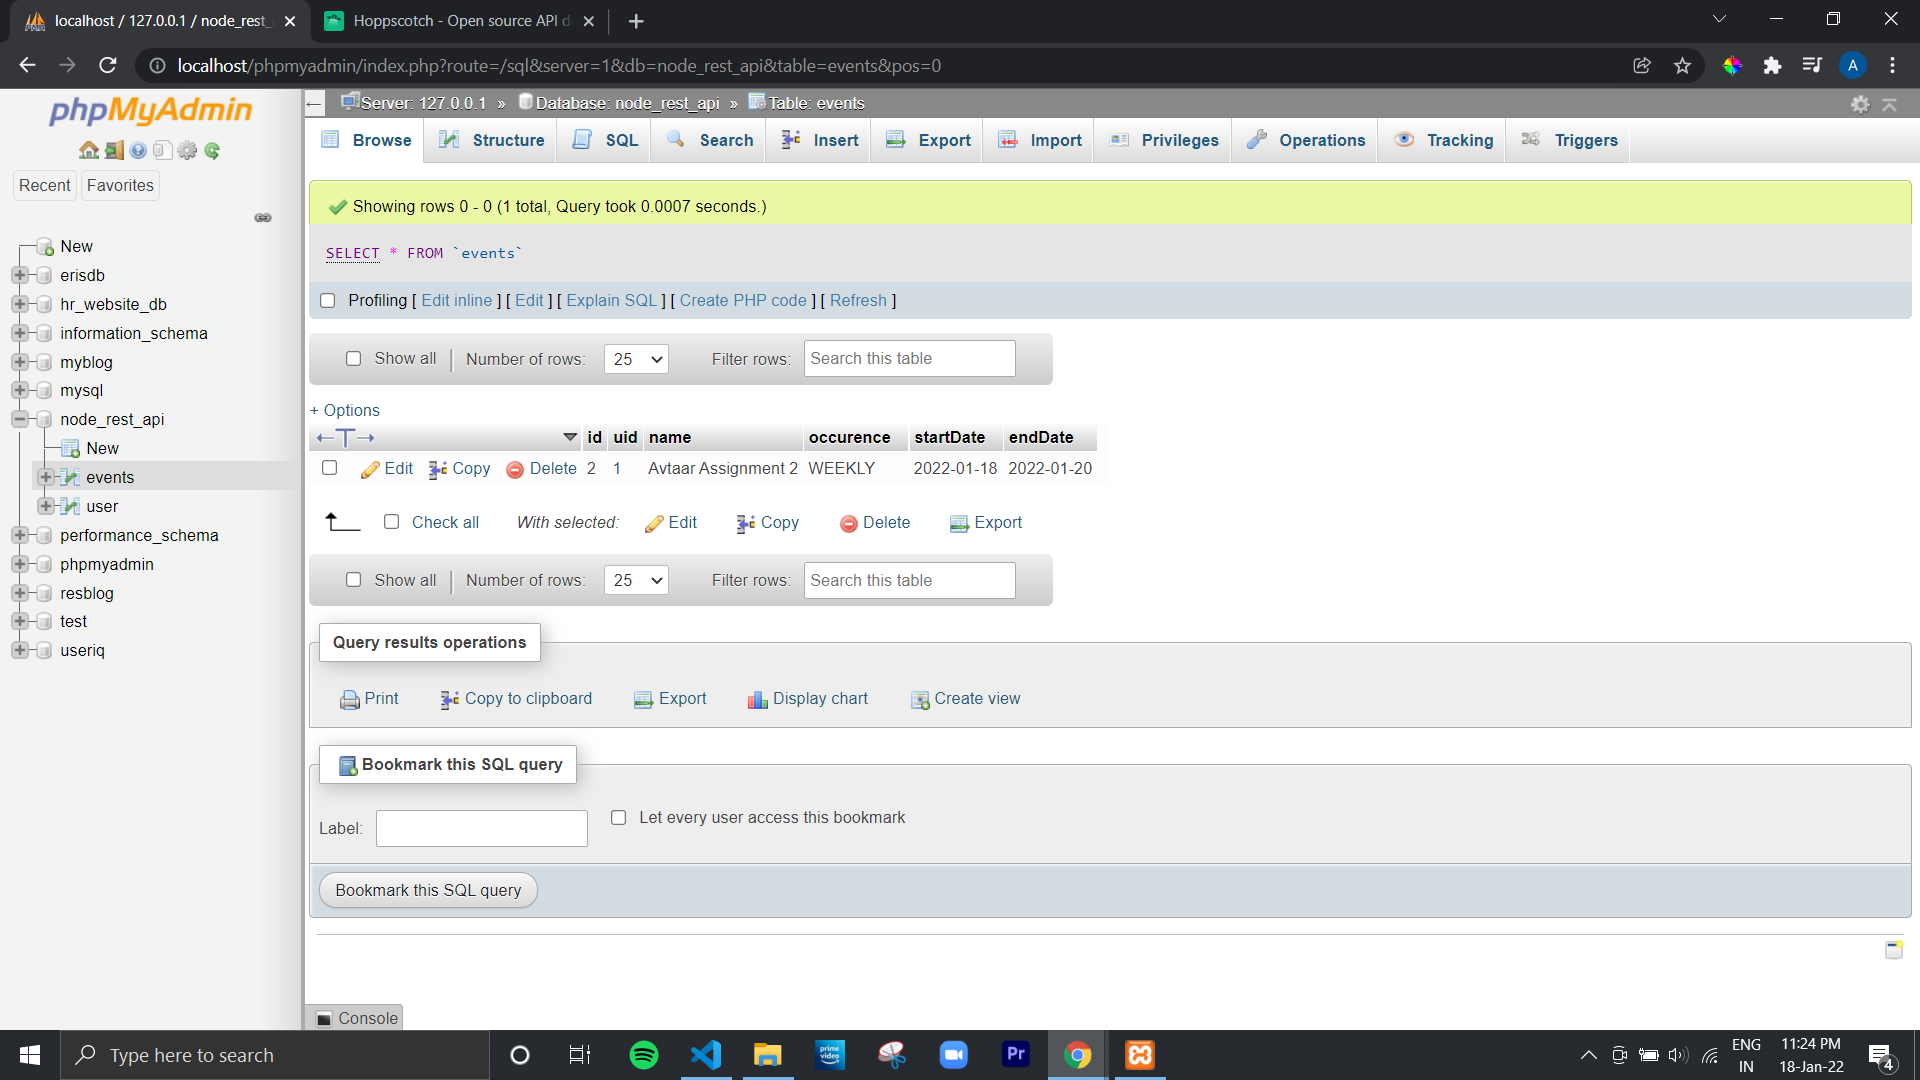 localhost / 127.0.0.1 / node_rest_
Hoppscotch - Open source API d
localhost/phpmyadmin/index.php?route=/sql&server=1&db=node_rest_api&table=events&pos=0
A
phpMyAdmin
Recent
Favorites
New
erisdb
hr_website_db
information_schema
myblog
mysql
node_rest_api
New
events
user
performance_schema
phpmyadmin
resblog
test
useriq
Server: 127.0.0.1 » Database: node_rest_api » Table: events
Browse Structure SQL Search Insert Export Import Privileges Operations Tracking Triggers
Showing rows 0 - 0 (1 total, Query took 0.0007 seconds.)
SELECT * FROM `events`
Profiling [ Edit inline ] [ Edit ] [ Explain SQL ] [ Create PHP code ] [ Refresh ]
Show all | Number of rows: 25 Filter rows: Search this table
+ Options
←T→ id uid name occurence startDate endDate
Edit Copy Delete 2 1 Avtaar Assignment 2 WEEKLY 2022-01-18 2022-01-20
Check all With selected: Edit Copy Delete Export
Show all | Number of rows: 25 Filter rows: Search this table
Query results operations
Print Copy to clipboard Export Display chart Create view
Bookmark this SQL query
Label: Let every user access this bookmark
Bookmark this SQL query
Console
Type here to search
prime video
Pr
ENG
IN
11:24 PM
18-Jan-22
4